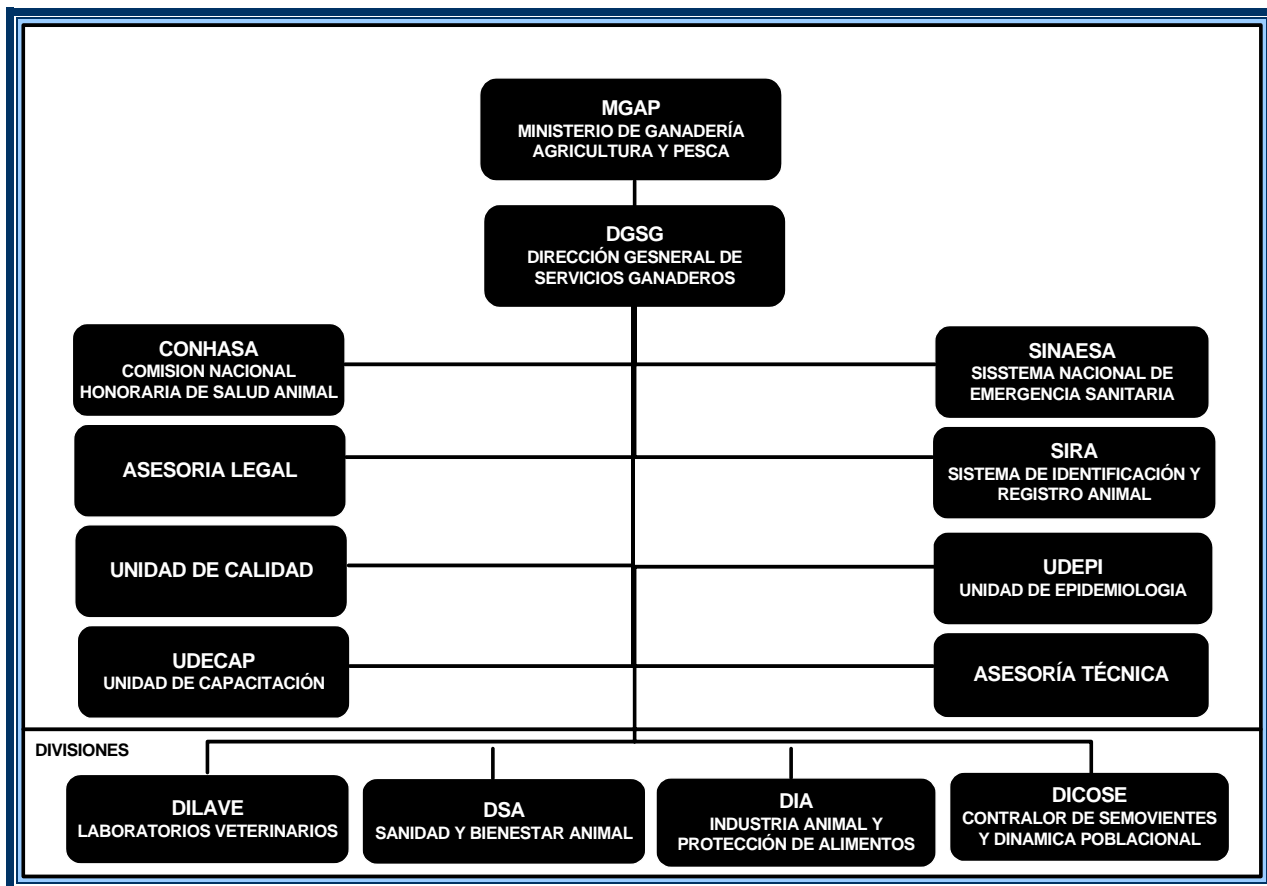 MGAP
MINISTERIO DE GANADERÍA
AGRICULTURA Y PESCA
DGSG
DIRECCIÓN GESNERAL DE
SERVICIOS GANADEROS
CONHASA
COMISION NACIONAL
HONORARIA DE SALUD ANIMAL
SINAESA
SISSTEMA NACIONAL DE
EMERGENCIA SANITARIA
ASESORIA LEGAL
SIRA
SISTEMA DE IDENTIFICACIÓN Y
REGISTRO ANIMAL
UNIDAD DE CALIDAD
UDEPI
UNIDAD DE EPIDEMIOLOGIA
UDECAP
UNIDAD DE CAPACITACIÓN
ASESORÍA TÉCNICA
DIVISIONES
DILAVE
LABORATORIOS VETERINARIOS
DSA
SANIDAD Y BIENESTAR ANIMAL
DIA
INDUSTRIA ANIMAL Y
PROTECCIÓN DE ALIMENTOS
DICOSE
CONTRALOR DE SEMOVIENTES
Y DINAMICA POBLACIONAL